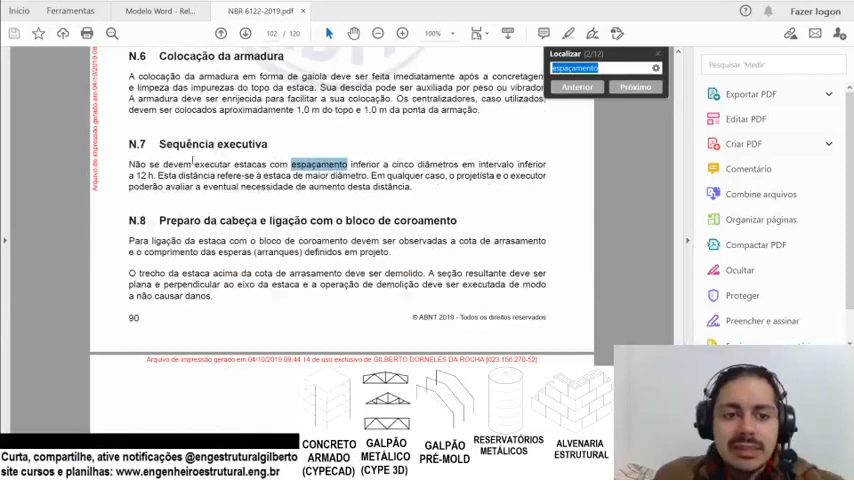 Início
Ferramentas
Modelo Word - Rel...
NBR 6122-2019.pdf
×
Fazer logon
102 / 120
100%
Localizar (2/12)
espaçamento
Anterior
Próximo
Pesquisar 'Medir'
Exportar PDF
Editar PDF
Criar PDF
Comentário
Combine arquivos
Organizar páginas
Compactar PDF
Ocultar
Proteger
Preencher e assinar
Arquivo de impressão gerado em 04/10/2019 08
N.6 Colocação da armadura
A colocação da armadura em forma de gaiola deve ser feita imediatamente após a concretagem
e limpeza das impurezas do topo da estaca. Sua descida pode ser auxiliada por peso ou vibrador.
A armadura deve ser enrijecida para facilitar a sua colocação. Os centralizadores, caso utilizados,
devem ser colocados aproximadamente 1,0 m do topo e 1,0 m da ponta da armação.
N.7 Sequência executiva
Não se devem executar estacas com espaçamento inferior a cinco diâmetros em intervalo inferior
a 12 h. Esta distância refere-se à estaca de maior diâmetro. Em qualquer caso, o projetista e o executor
poderão avaliar a eventual necessidade de aumento desta distância.
N.8 Preparo da cabeça e ligação com o bloco de coroamento
Para ligação da estaca com o bloco de coroamento devem ser observadas a cota de arrasamento
e o comprimento das esperas (arranques) definidos em projeto.
O trecho da estaca acima da cota de arrasamento deve ser demolido. A seção resultante deve ser
plana e perpendicular ao eixo da estaca e a operação de demolição deve ser executada de modo
a não causar danos.
90
© ABNT 2019 - Todos os direitos reservados
Arquivo de impressão gerado em 04/10/2019 08:44:14 de uso exclusivo de GILBERTO DORNELES DA ROCHA [023.156.270-52]
CONCRETO
ARMADO
(CYPECAD)
GALPÃO
METÁLICO
(CYPE 3D)
GALPÃO
PRÉ-MOLD
RESERVATÓRIOS
METÁLICOS
ALVENARIA
ESTRUTURAL
Curta, compartilhe, ative notificações @engestruturalgilberto
site cursos e planilhas: www.engenheiroestrutural.eng.br